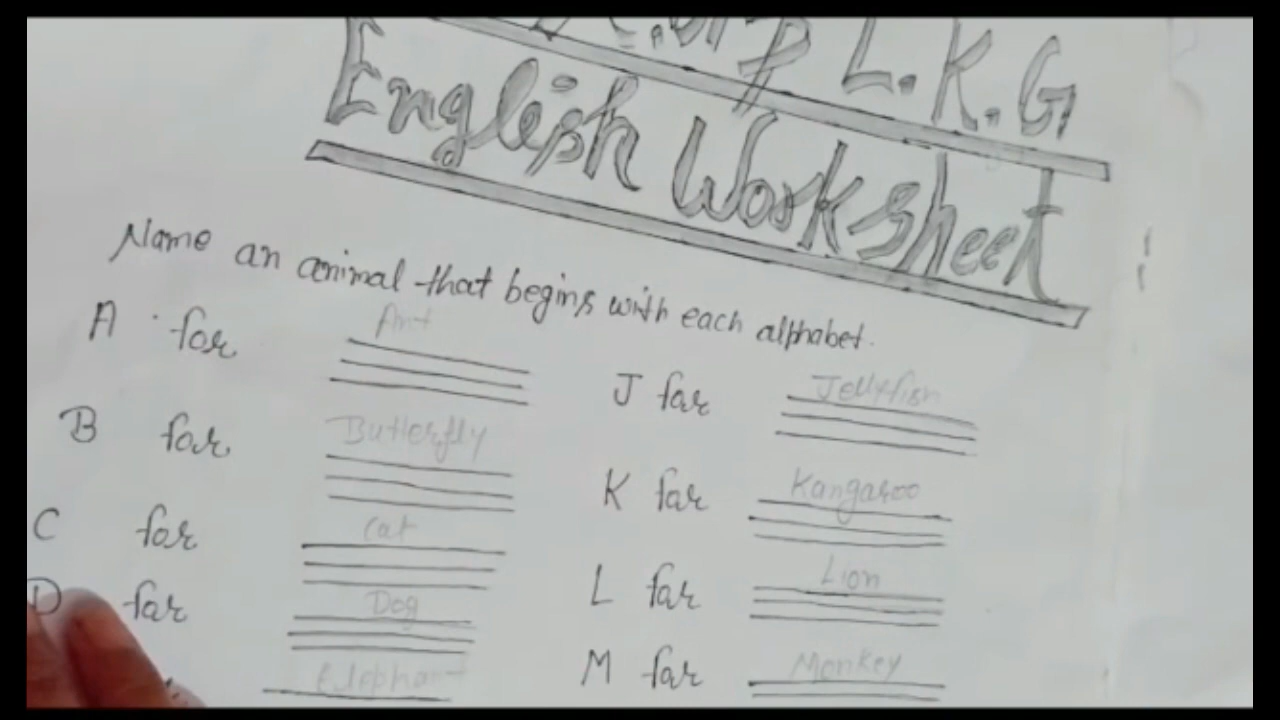 L.K.G
English Worksheet
Name an animal that begins with each alphabet.
A for Ant
B for Butterfly
C for Cat
D for Dog
Elephant
J for Jellyfish
K for Kangaroo
L for Lion
M for Monkey